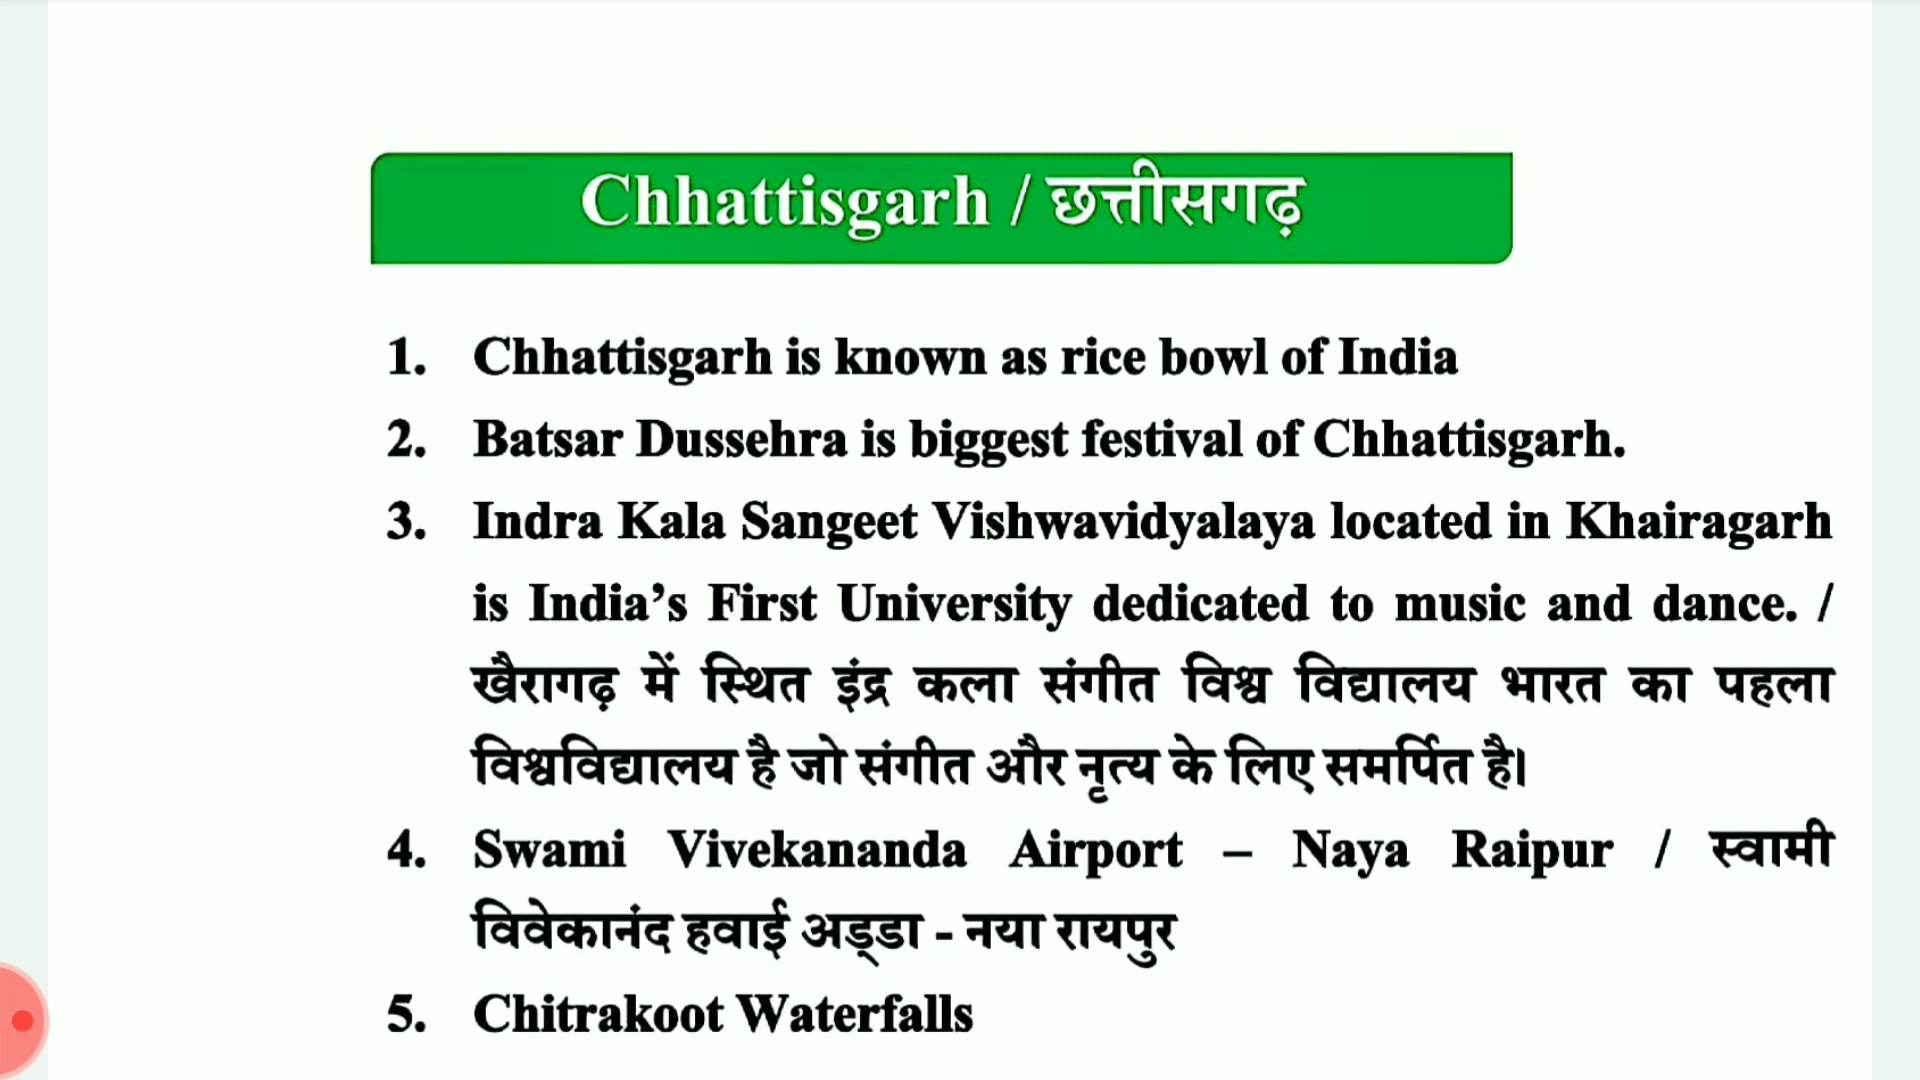 Chhattisgarh / छत्तीसगढ़
1. Chhattisgarh is known as rice bowl of India
2. Batsar Dussehra is biggest festival of Chhattisgarh.
3. Indra Kala Sangeet Vishwavidyalaya located in Khairagarh
is India’s First University dedicated to music and dance. /
खैरागढ़ में स्थित इंद्र कला संगीत विश्व विद्यालय भारत का पहला
विश्वविद्यालय है जो संगीत और नृत्य के लिए समर्पित है।
4. Swami Vivekananda Airport – Naya Raipur / स्वामी
विवेकानंद हवाई अड्डा - नया रायपुर
5. Chitrakoot Waterfalls